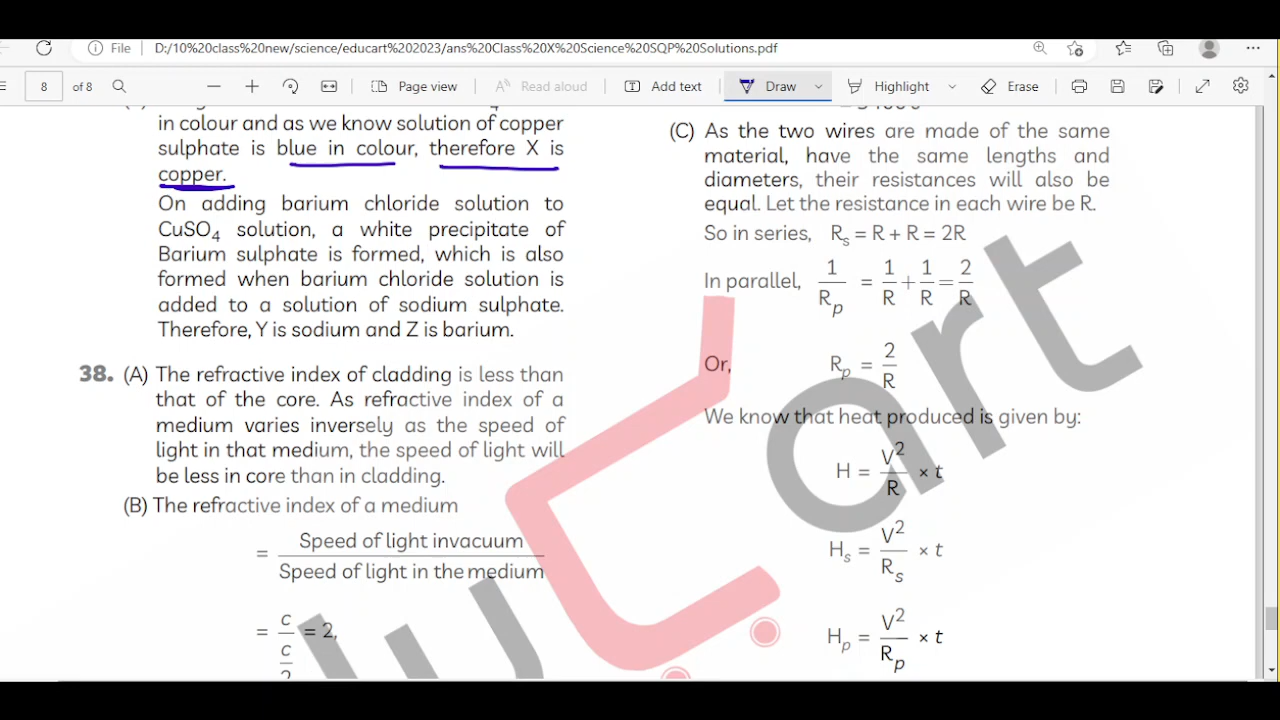 File
D:/10%20class%20new/science/educart%202023/ans%20Class%20X%20Science%20SQP%20Solutions.pdf
8 of 8
Page view
Read aloud
Add text
Draw
Highlight
Erase
in colour and as we know solution of copper
sulphate is blue in colour, therefore X is
copper.
On adding barium chloride solution to
CuSO4 solution, a white precipitate of
Barium sulphate is formed, which is also
formed when barium chloride solution is
added to a solution of sodium sulphate.
Therefore, Y is sodium and Z is barium.
38. (A) The refractive index of cladding is less than
that of the core. As refractive index of a
medium varies inversely as the speed of
light in that medium, the speed of light will
be less in core than in cladding.
(B) The refractive index of a medium
= Speed of light invacuum / Speed of light in the medium
= c / c/2 = 2,
(C) As the two wires are made of the same
material, have the same lengths and
diameters, their resistances will also be
equal. Let the resistance in each wire be R.
So in series, Rs = R + R = 2R
In parallel, 1/Rp = 1/R + 1/R = 2/R
Or, Rp = 2/R
We know that heat produced is given by:
H = V²/R × t
Hs = V²/Rs × t
Hp = V²/Rp × t
cart